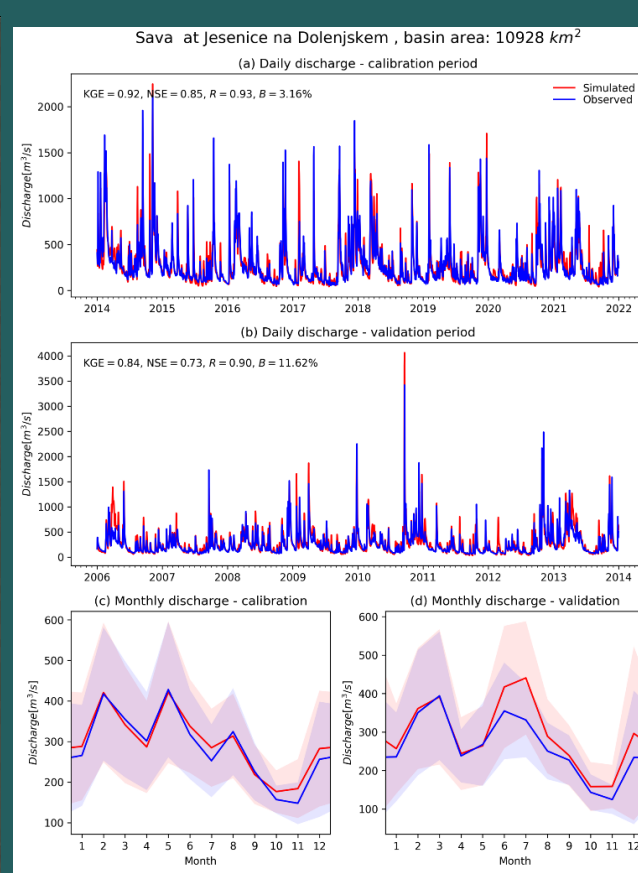 Sava at Jesenice na Dolenjskem , basin area: 10928 km²
(a) Daily discharge - calibration period
KGE = 0.92, NSE = 0.85, R = 0.93, B = 3.16%
Simulated
Observed
Discharge[m³/s]
2000
1500
1000
500
0
2014 2015 2016 2017 2018 2019 2020 2021 2022
(b) Daily discharge - validation period
KGE = 0.84, NSE = 0.73, R = 0.90, B = 11.62%
Discharge[m³/s]
4000
3500
3000
2500
2000
1500
1000
500
0
2006 2007 2008 2009 2010 2011 2012 2013 2014
(c) Monthly discharge - calibration
Discharge[m³/s]
600
500
400
300
200
100
1 2 3 4 5 6 7 8 9 10 11 12
Month
(d) Monthly discharge - validation
Discharge[m³/s]
600
500
400
300
200
100
1 2 3 4 5 6 7 8 9 10 11 12
Month